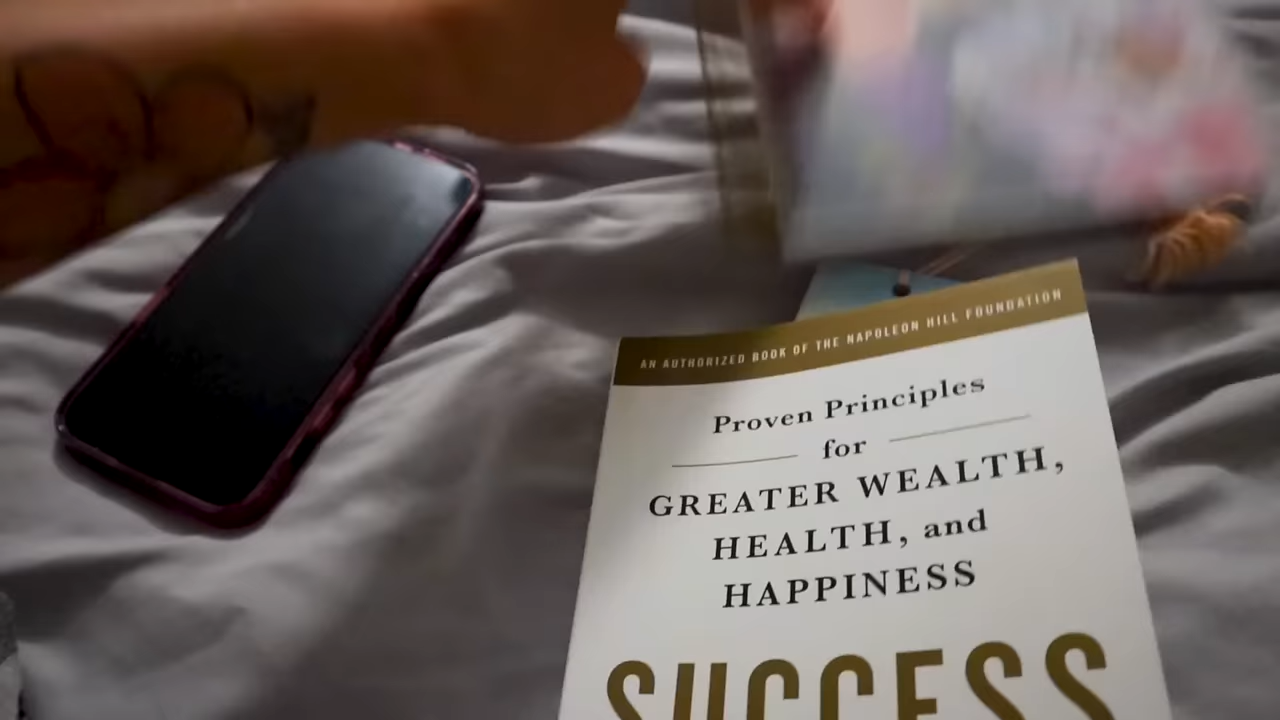 AN AUTHORIZED BOOK OF THE NAPOLEON HILL FOUNDATION
Proven Principles
for
GREATER WEALTH,
HEALTH, and
HAPPINESS
SUCCESS